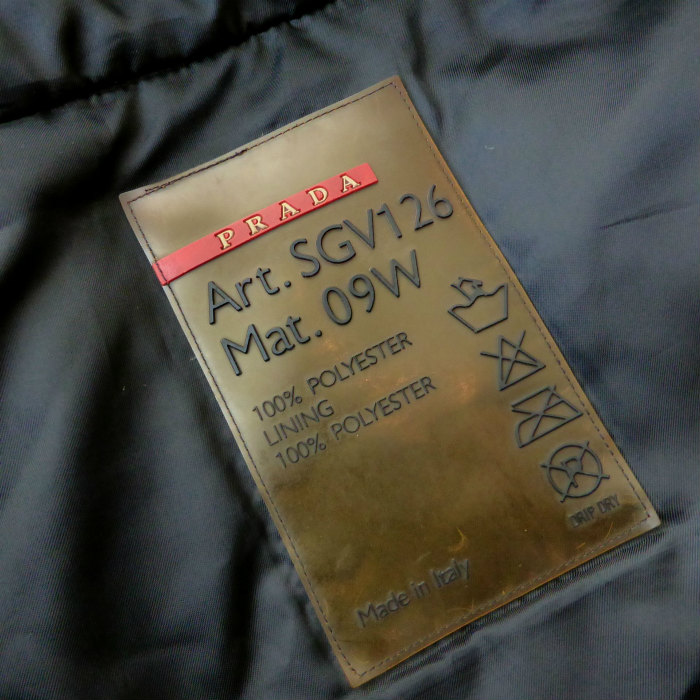 PRADA
Art. SGV126
Mat. 09W
100% POLYESTER
LINING
100% POLYESTER
P
DRIP DRY
Made in Italy